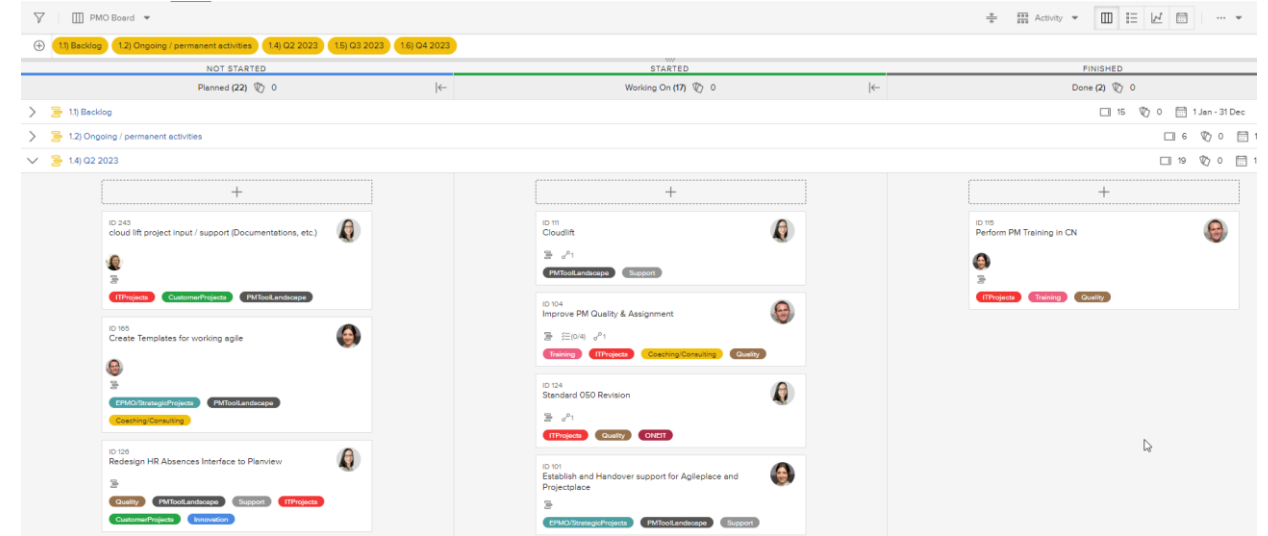 PMO Board
Activity
1.1) Backlog 1.2) Ongoing / permanent activities 1.4) Q2 2023 1.5) Q3 2023 1.6) Q4 2023
NOT STARTED STARTED FINISHED
Planned (22) 0 Working On (17) 0 Done (2) 0
1.1) Backlog 15 0 1 Jan - 31 Dec
1.2) Ongoing / permanent activities 6 0 1
1.4) Q2 2023 19 0 1
ID 243
cloud lift project input / support (Documentations, etc.)
ITProjects CustomerProjects PMToolLandscape
ID 165
Create Templates for working agile
EPMO/StrategicProjects PMToolLandscape
Coaching/Consulting
ID 126
Redesign HR Absences Interface to Planview
Quality PMToolLandscape Support ITProjects
CustomerProjects Innovation
ID 111
Cloudlift
1
PMToolLandscape Support
ID 104
Improve PM Quality & Assignment
(0/4) 1
Training ITProjects Coaching/Consulting Quality
ID 124
Standard 050 Revision
1
ITProjects Quality ONEIT
ID 101
Establish and Handover support for Agileplace and
Projectplace
EPMO/StrategicProjects PMToolLandscape Support
ID 115
Perform PM Training in CN
ITProjects Training Quality